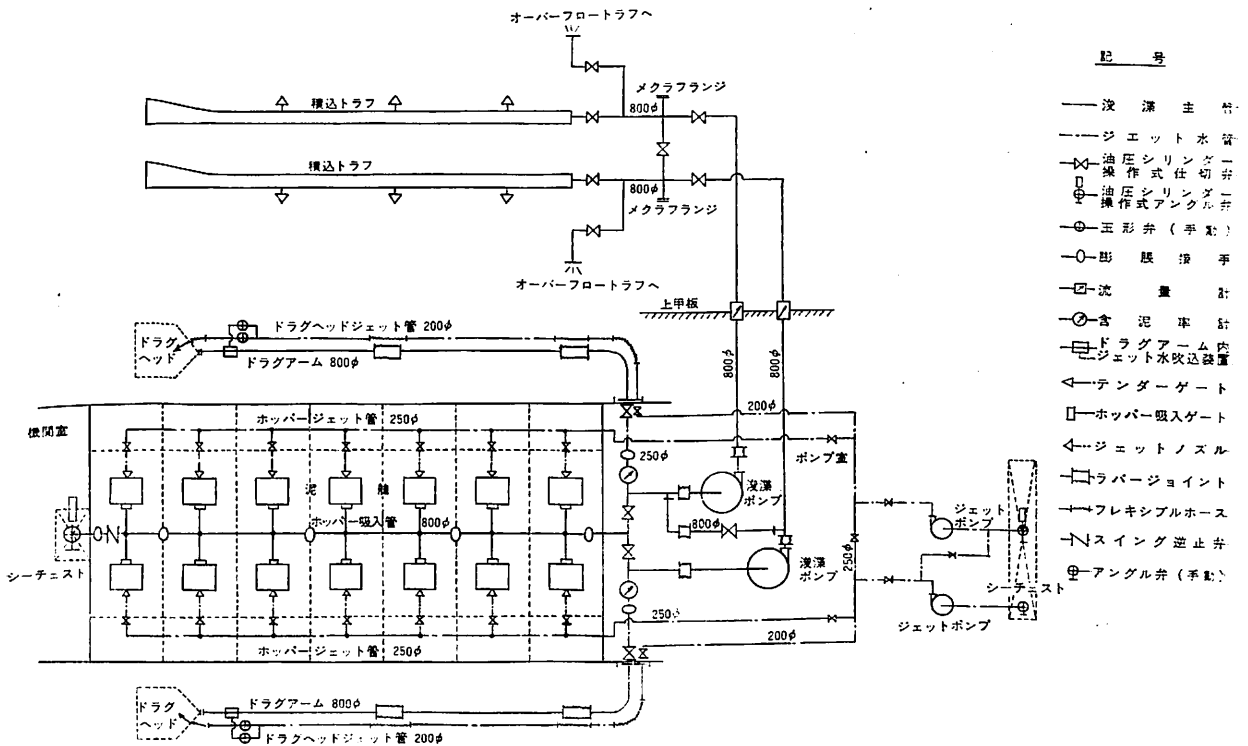 オーバーフロートラフへ
メクラフランジ
積込トラフ
800φ
積込トラフ
800φ
メクラフランジ
オーバーフロートラフへ
上甲板
800φ
800φ
ドラグ
ヘッド
ドラグヘッドジェット管 200φ
ドラグアーム 800φ
機関室
ホッパージェット管 250φ
200φ
250φ
ポンプ室
浚渫
ポンプ
泥艙
ホッパー吸入管
800φ
800φ
浚渫
ポンプ
シーチェスト
ジェット
ポンプ
250φ
シーチェスト
250φ
ジェットポンプ
ホッパージェット管 250φ
200φ
ドラグ
ヘッド
ドラグアーム 800φ
ドラグヘッドジェット管 200φ
記号
浚渫主管
ジェット水管
油圧シリンダー
操作式仕切弁
油圧シリンダー
操作式アングル弁
玉形弁(手動)
膨脹接手
流量計
含泥率計
ドラグアーム内
ジェット水吹込装置
テンダーゲート
ホッパー吸入ゲート
ジェットノズル
ラバージョイント
フレキシブルホース
スイング逆止弁
アングル弁(手動)